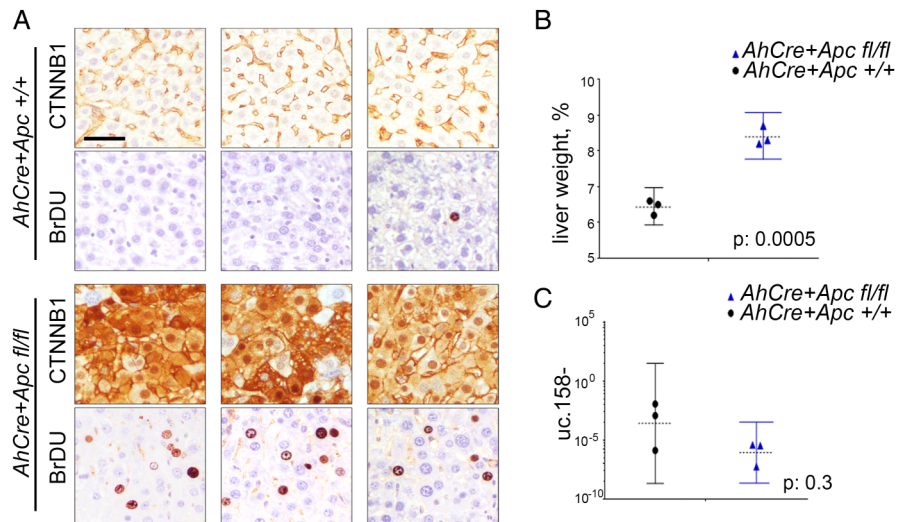 A
AhCre+Apc +/+
CTNNB1
BrDU
AhCre+Apc fl/fl
CTNNB1
BrDU
B
AhCre+Apc fl/fl
AhCre+Apc +/+
liver weight, %
10
9
8
7
6
5
p: 0.0005
C
AhCre+Apc fl/fl
AhCre+Apc +/+
uc.158-
10^5
10^0
10^-5
10^-10
p: 0.3